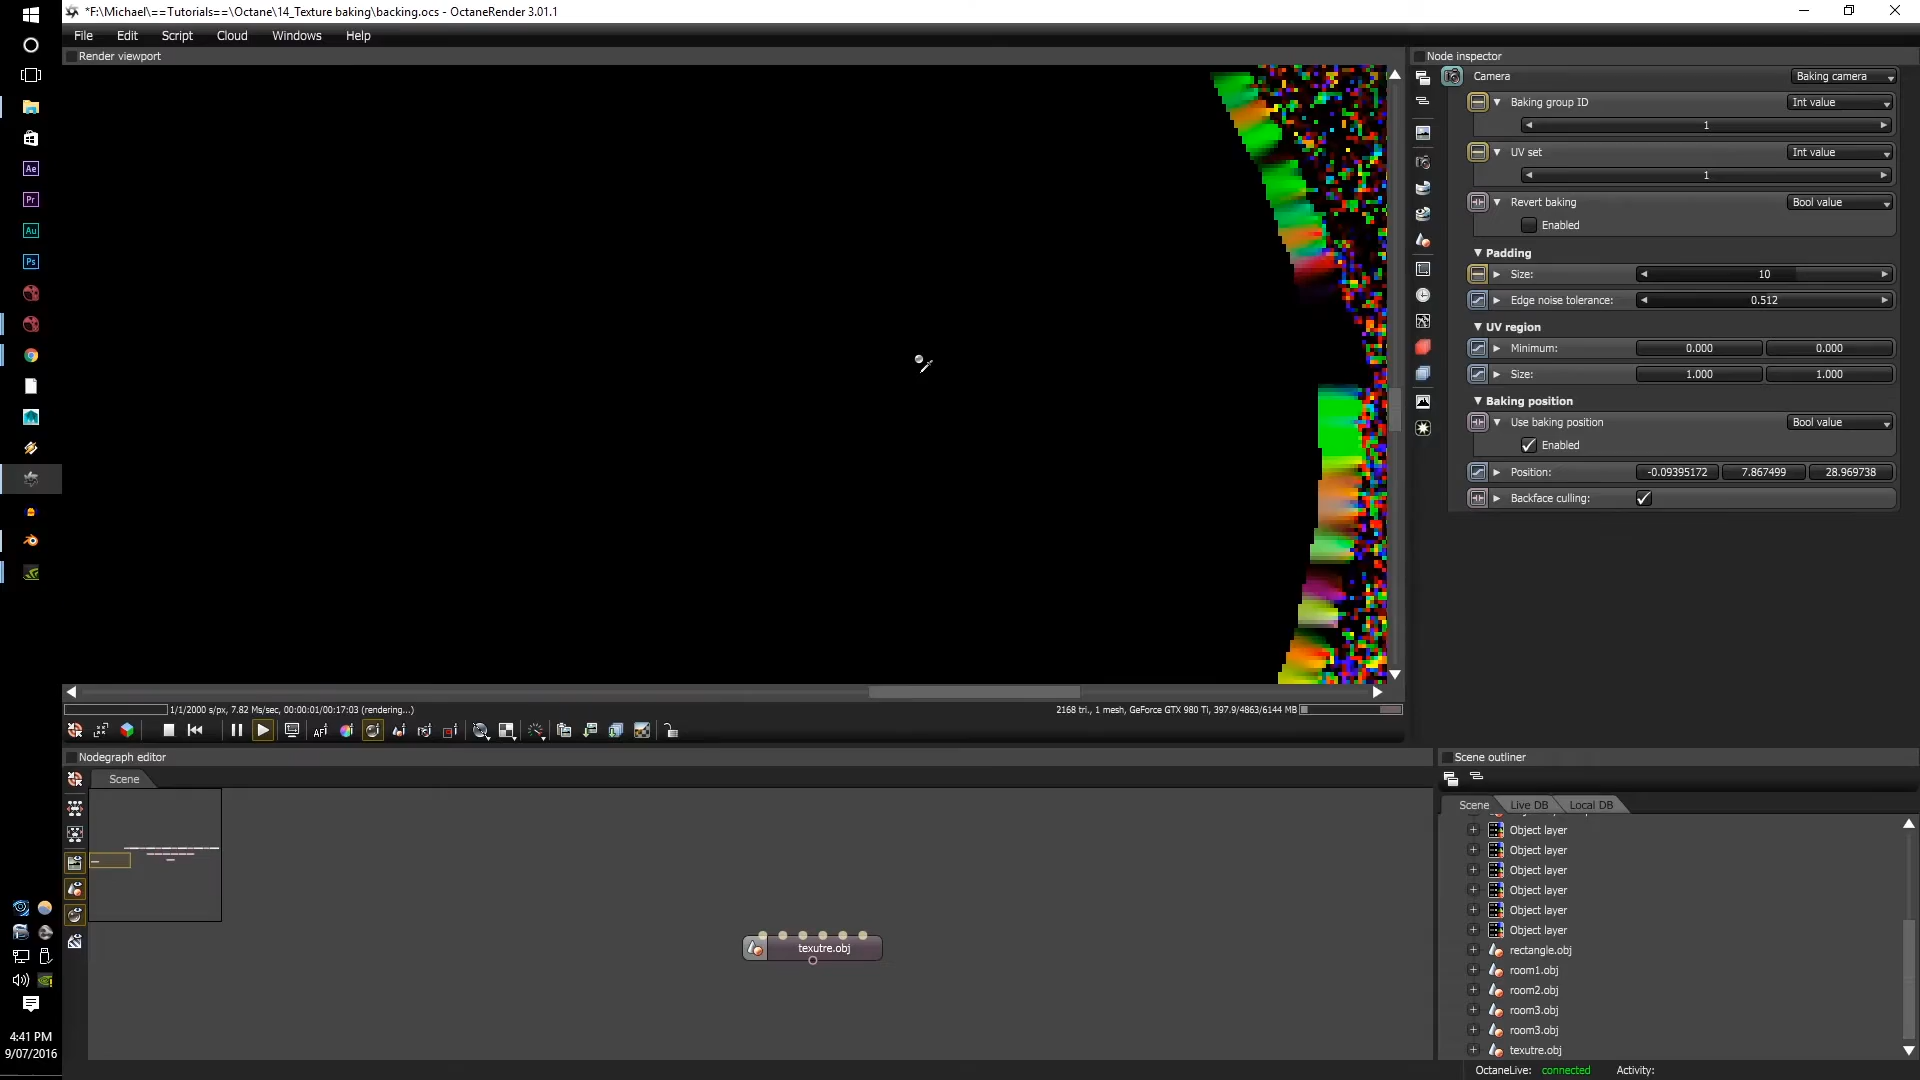 *F:\Michael\==Tutorials==\Octane\14_Texture baking\backing.ocs - OctaneRender 3.01.1
File Edit Script Cloud Windows Help
Render viewport
Node inspector
Camera
Baking camera
Baking group ID
Int value
1
UV set
Int value
1
Revert baking
Bool value
Enabled
Padding
Size:
10
Edge noise tolerance:
0.512
UV region
Minimum:
0.000
0.000
Size:
1.000
1.000
Baking position
Use baking position
Bool value
Enabled
Position:
-0.09395172
7.867499
28.969738
Backface culling:
Ae
Pr
Au
Ps
1/1/2000 s/px, 7.82 Ms/sec, 00:00:01/00:17:03 (rendering...)
2168 tri., 1 mesh, GeForce GTX 980 Ti, 397.9/4863/6144 MB
AF
Nodegraph editor
Scene
texutre.obj
Scene outliner
Scene
Live DB
Local DB
Object layer
Object layer
Object layer
Object layer
Object layer
Object layer
rectangle.obj
room1.obj
room2.obj
room3.obj
room3.obj
texutre.obj
OctaneLive: connected
Activity:
4:41 PM
9/07/2016